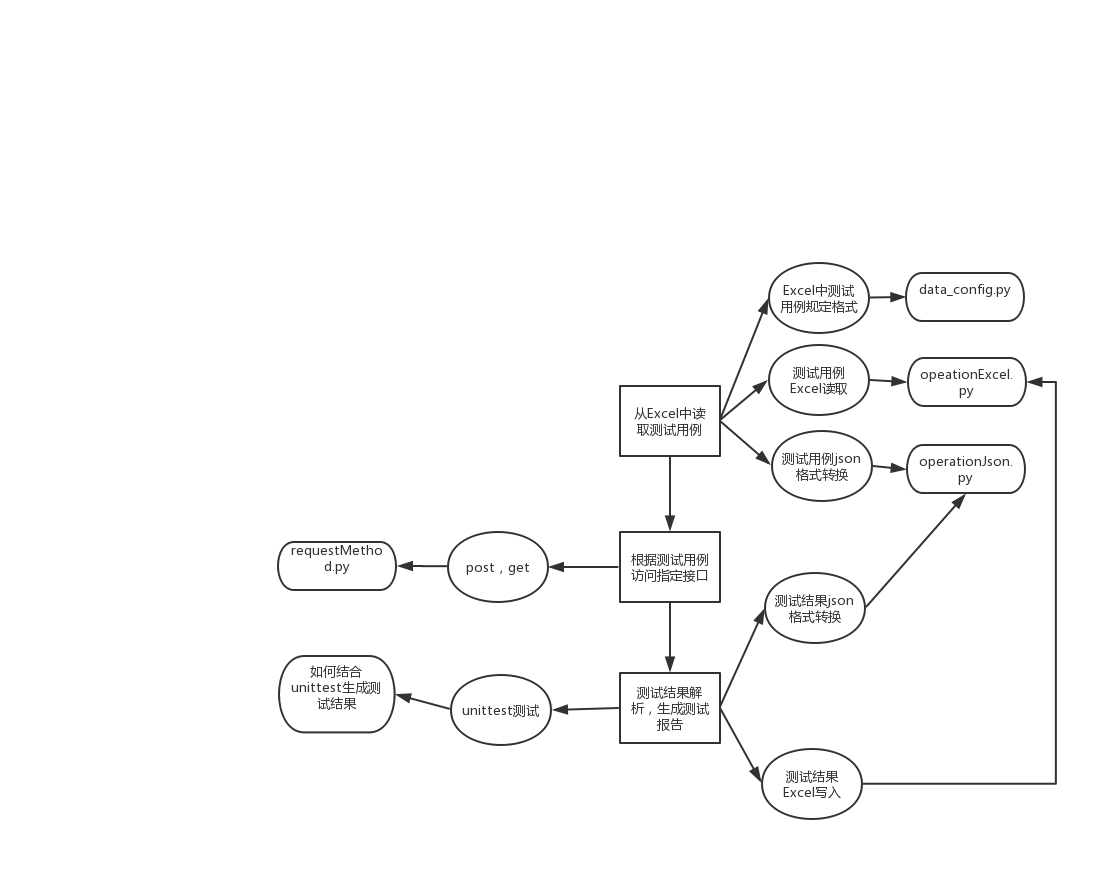 Excel中测试
用例规定格式
data_config.py
测试用例
Excel读取
opeationExcel.
py
从Excel中读
取测试用例
测试用例json
格式转换
operationJson.
py
requestMetho
d.py
post，get
根据测试用例
访问指定接口
测试结果json
格式转换
如何结合
unittest生成测
试结果
unittest测试
测试结果解
析，生成测试
报告
测试结果
Excel写入